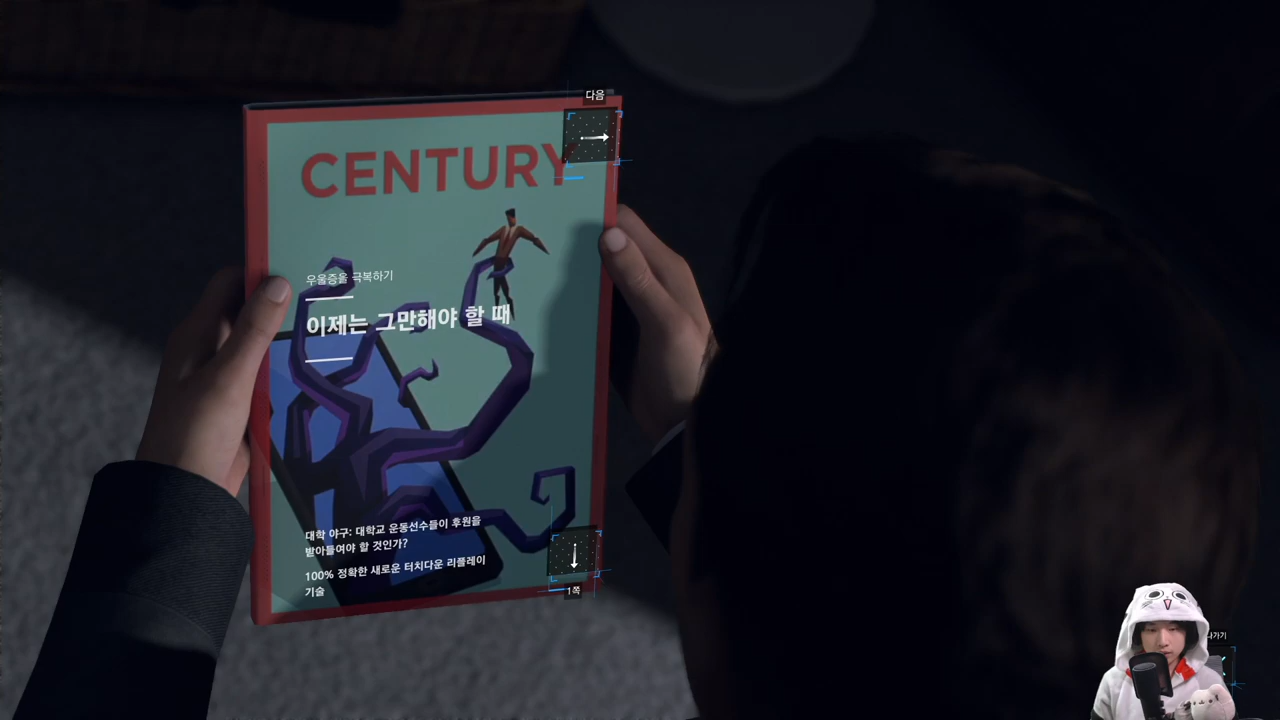 다음
CENTURY
우울증을 극복하기
이제는 그만해야 할 때
대학 야구: 대학교 운동선수들이 후원을
받아들여야 할 것인가?
100% 정확한 새로운 터치다운 리플레이
기술
1쪽